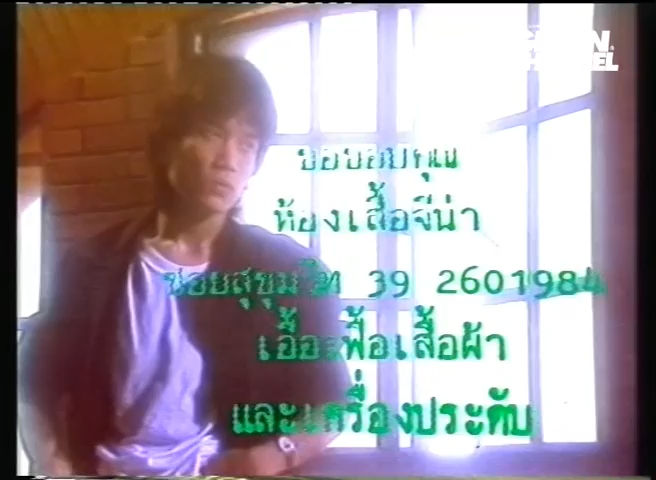 ขอขอบคุณ
ห้องเสื้อจีน่า
ซอยสุขุมวิท 39 2601984
เอื้อเฟื้อเสื้อผ้า
และเครื่องประดับ